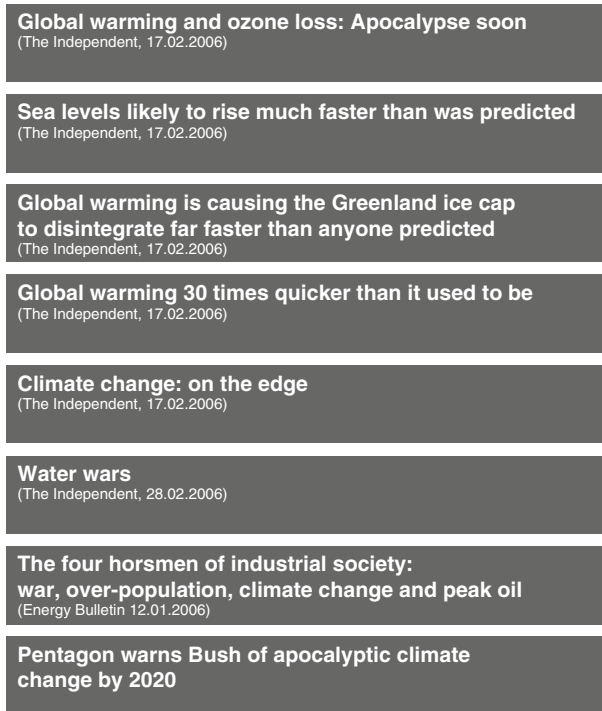 Global warming and ozone loss: Apocalypse soon
(The Independent, 17.02.2006)
Sea levels likely to rise much faster than was predicted
(The Independent, 17.02.2006)
Global warming is causing the Greenland ice cap
to disintegrate far faster than anyone predicted
(The Independent, 17.02.2006)
Global warming 30 times quicker than it used to be
(The Independent, 17.02.2006)
Climate change: on the edge
(The Independent, 17.02.2006)
Water wars
(The Independent, 28.02.2006)
The four horsmen of industrial society:
war, over-population, climate change and peak oil
(Energy Bulletin 12.01.2006)
Pentagon warns Bush of apocalyptic climate
change by 2020